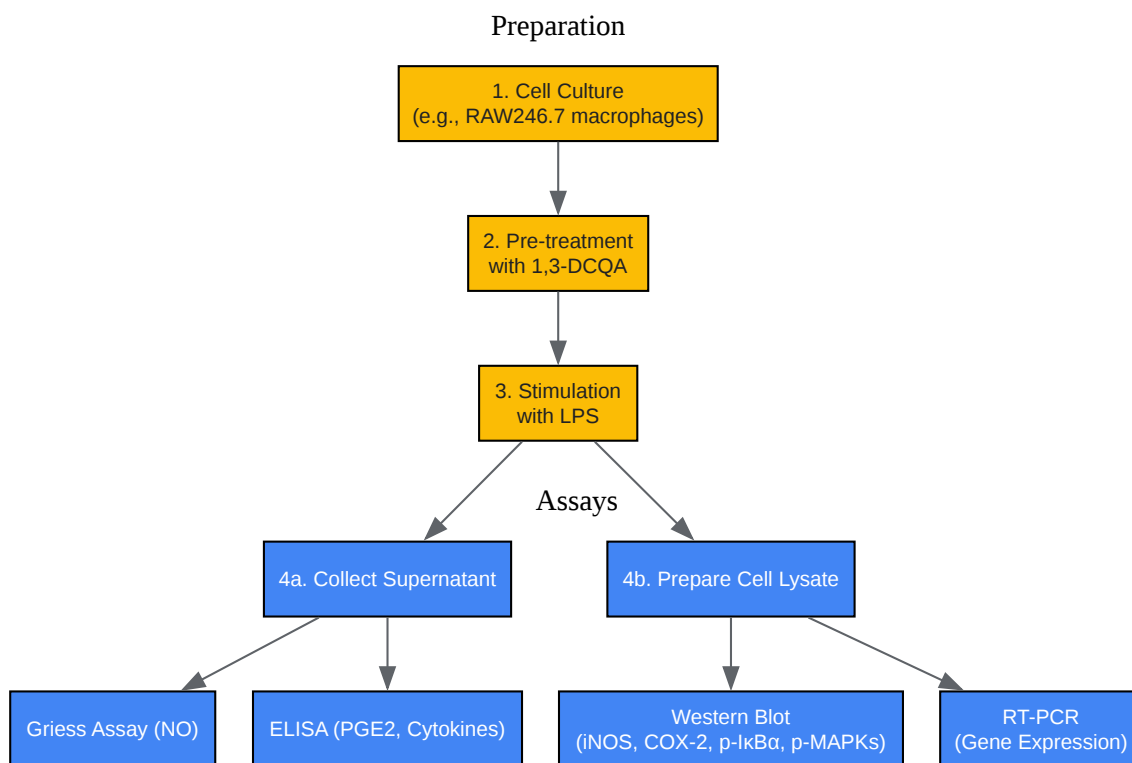 Preparation
1. Cell Culture
(e.g., RAW246.7 macrophages)
2. Pre-treatment
with 1,3-DCQA
3. Stimulation
with LPS
Assays
4a. Collect Supernatant
4b. Prepare Cell Lysate
Griess Assay (NO)
ELISA (PGE2, Cytokines)
Western Blot
(iNOS, COX-2, p-IκBα, p-MAPKs)
RT-PCR
(Gene Expression)